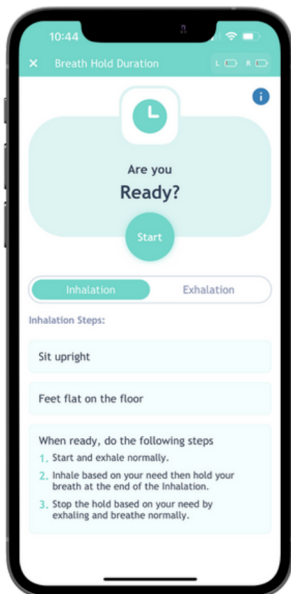 10:44
Breath Hold Duration
L R
Are you
Ready?
Start
Inhalation Exhalation
Inhalation Steps:
Sit upright
Feet flat on the floor
When ready, do the following steps
1. Start and exhale normally.
2. Inhale based on your need then hold your
breath at the end of the Inhalation.
3. Stop the hold based on your need by
exhaling and breathe normally.